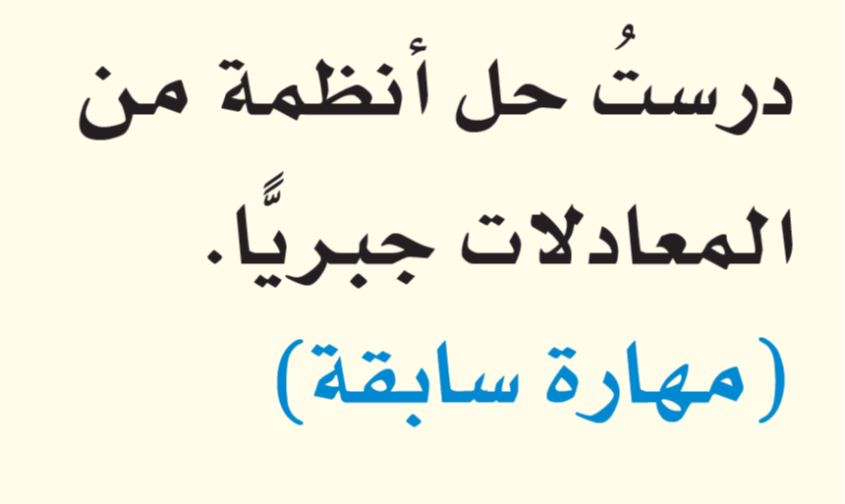 درستُ حل أنظمة من
المعادلات جبريًّا.
(مهارة سابقة)